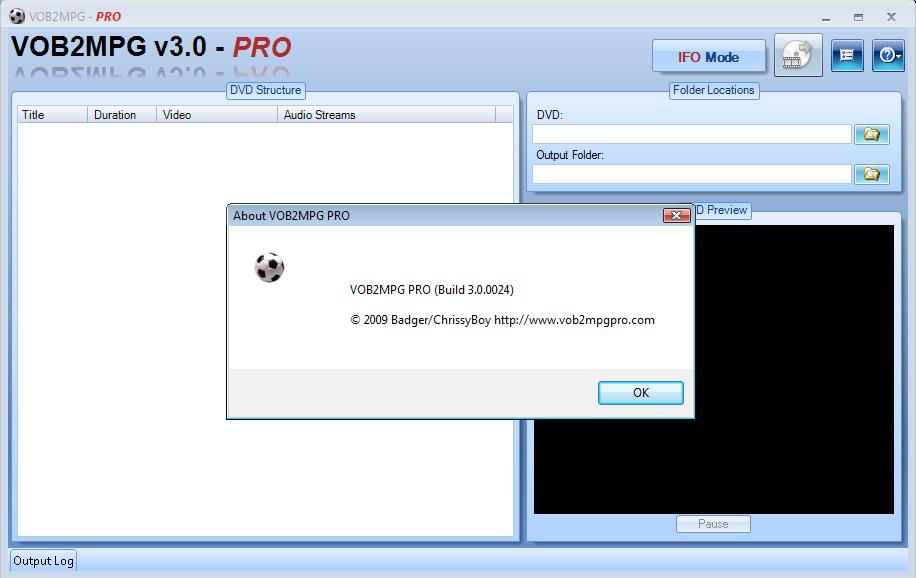 VOB2MPG - PRO
VOB2MPG v3.0 - PRO
IFO Mode
DVD Structure
Title Duration Video Audio Streams
Folder Locations
DVD:
Output Folder:
D Preview
About VOB2MPG PRO
VOB2MPG PRO (Build 3.0.0024)
© 2009 Badger/ChrissyBoy http://www.vob2mpgpro.com
OK
Pause
Output Log